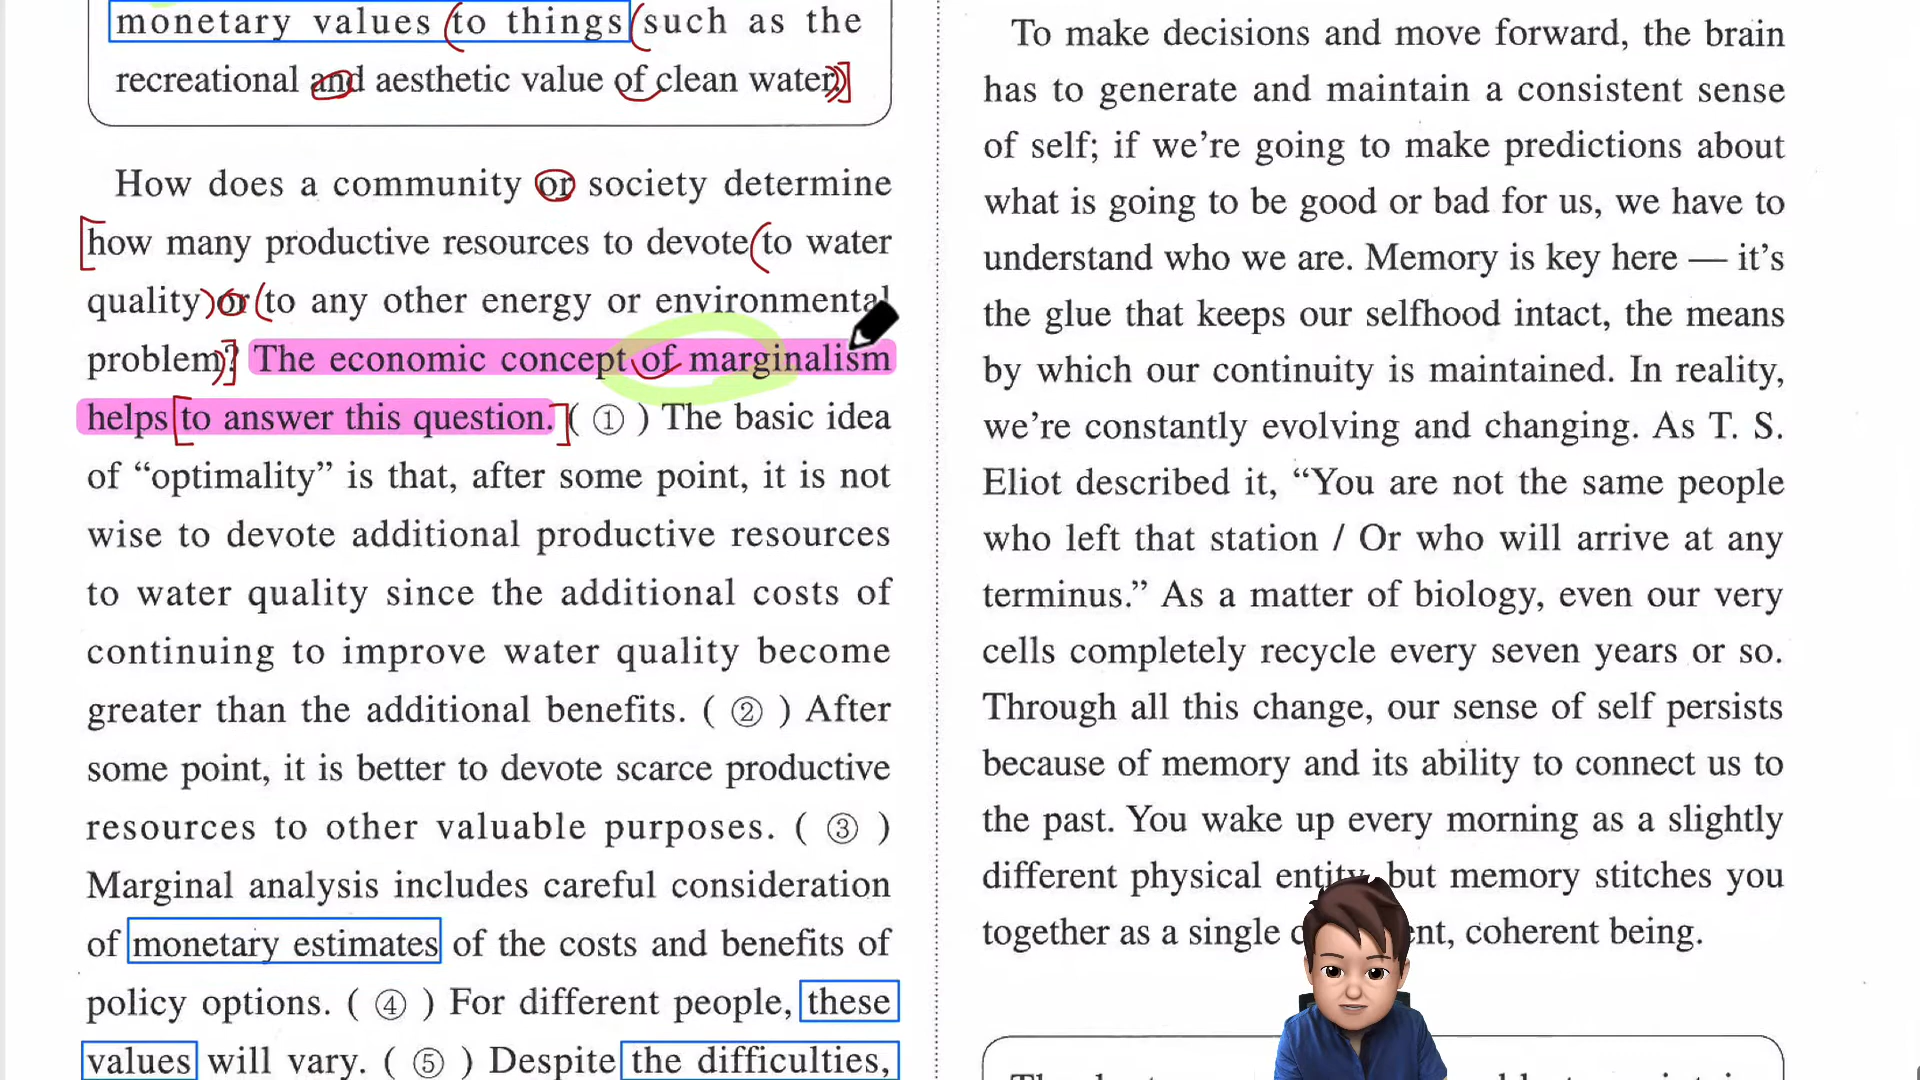 monetary values to things such as the
recreational and aesthetic value of clean water.
How does a community or society determine
how many productive resources to devote to water
quality or to any other energy or environmental
problem? The economic concept of marginalism
helps to answer this question. ( ① ) The basic idea
of “optimality” is that, after some point, it is not
wise to devote additional productive resources
to water quality since the additional costs of
continuing to improve water quality become
greater than the additional benefits. ( ② ) After
some point, it is better to devote scarce productive
resources to other valuable purposes. ( ③ )
Marginal analysis includes careful consideration
of monetary estimates of the costs and benefits of
policy options. ( ④ ) For different people, these
values will vary. ( ⑤ ) Despite the difficulties,
To make decisions and move forward, the brain
has to generate and maintain a consistent sense
of self; if we’re going to make predictions about
what is going to be good or bad for us, we have to
understand who we are. Memory is key here — it’s
the glue that keeps our selfhood intact, the means
by which our continuity is maintained. In reality,
we’re constantly evolving and changing. As T. S.
Eliot described it, “You are not the same people
who left that station / Or who will arrive at any
terminus.” As a matter of biology, even our very
cells completely recycle every seven years or so.
Through all this change, our sense of self persists
because of memory and its ability to connect us to
the past. You wake up every morning as a slightly
different physical entity, but memory stitches you
together as a single coherent being.